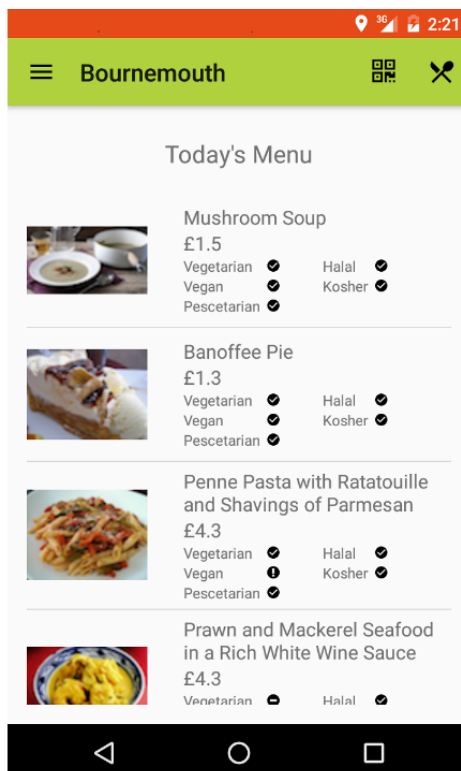 3G 2:21
Bournemouth
Today's Menu
Mushroom Soup
£1.5
Vegetarian Halal
Vegan Kosher
Pescetarian
Banoffee Pie
£1.3
Vegetarian Halal
Vegan Kosher
Pescetarian
Penne Pasta with Ratatouille
and Shavings of Parmesan
£4.3
Vegetarian Halal
Vegan Kosher
Pescetarian
Prawn and Mackerel Seafood
in a Rich White Wine Sauce
£4.3
Vegetarian Halal